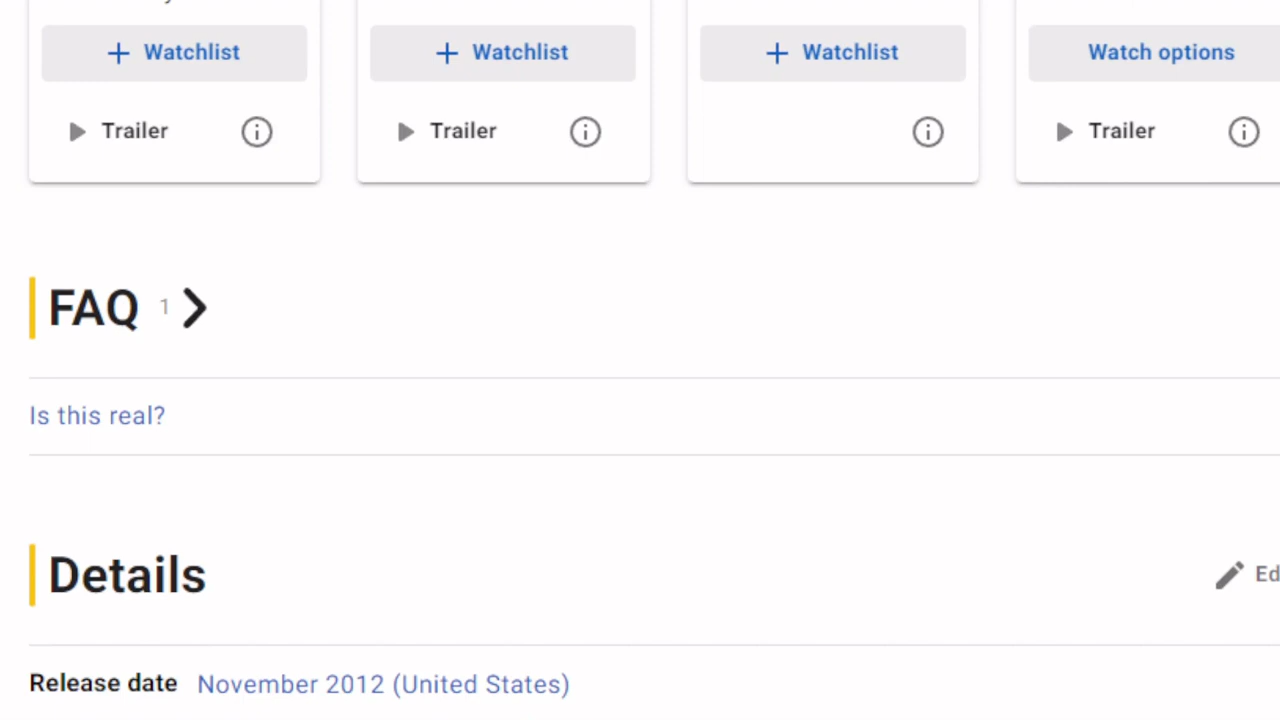 Watchlist Watchlist Watchlist Watch options
Trailer Trailer Trailer
FAQ 1
Is this real?
Details
Ed
Release date November 2012 (United States)